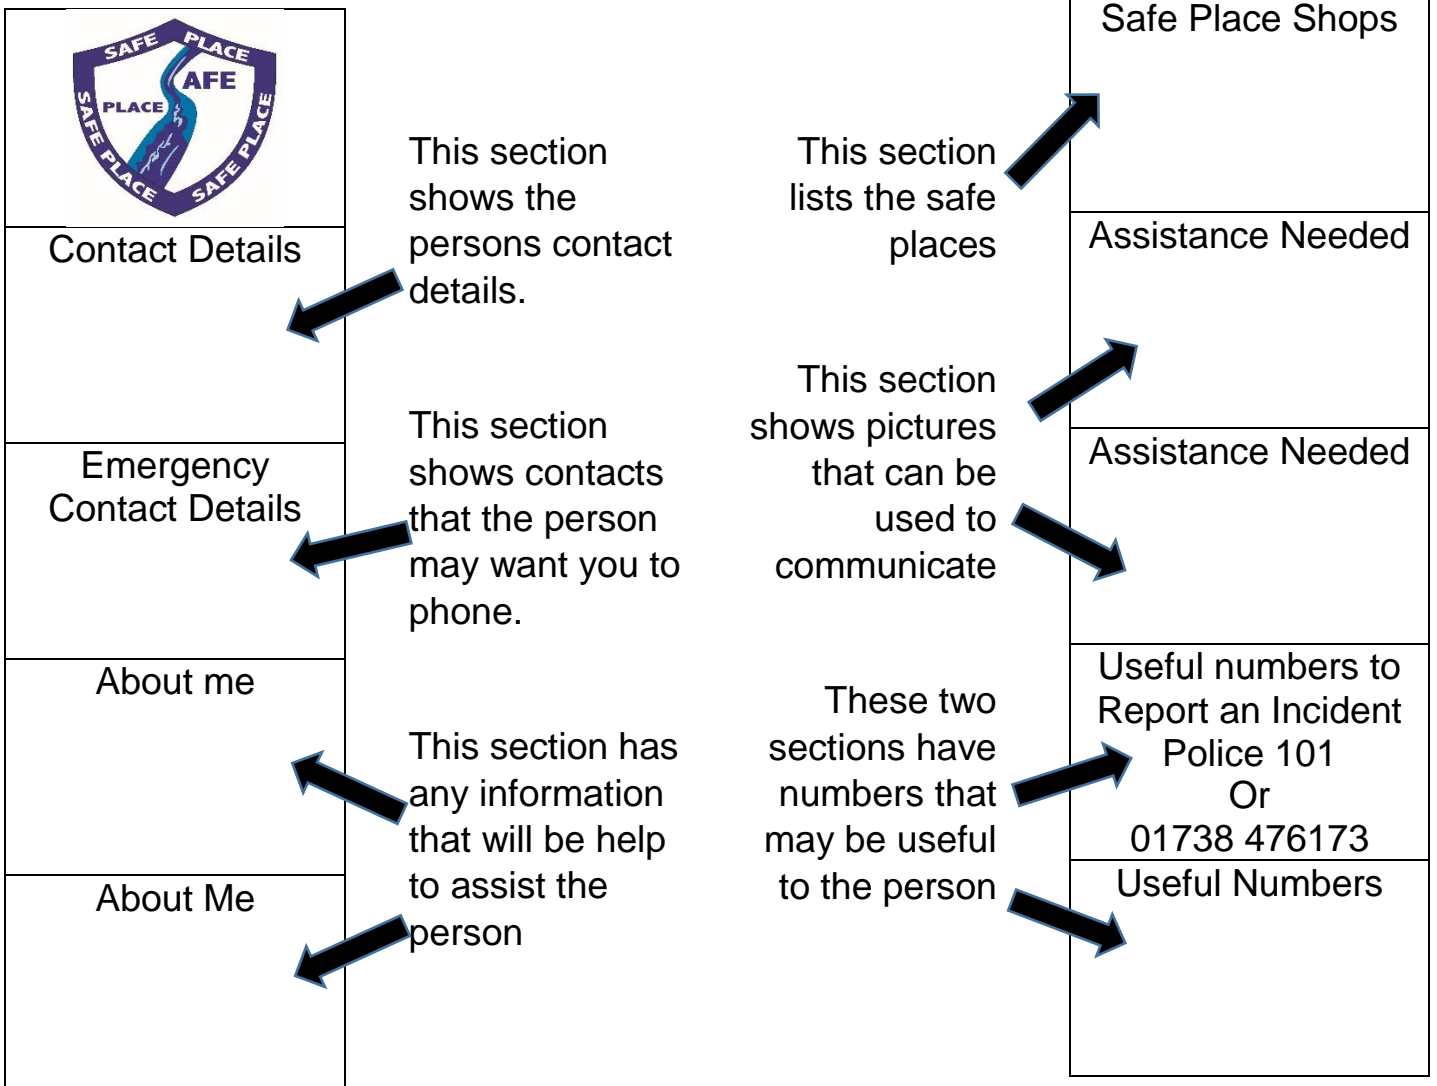 SAFE PLACE
AFE
PLACE
SAFE PLACE
SAFE PLACE
Contact Details
Emergency
Contact Details
About me
About Me
This section
shows the
persons contact
details.
This section
shows contacts
that the person
may want you to
phone.
This section has
any information
that will be help
to assist the
person
This section
lists the safe
places
This section
shows pictures
that can be
used to
communicate
These two
sections have
numbers that
may be useful
to the person
Safe Place Shops
Assistance Needed
Assistance Needed
Useful numbers to
Report an Incident
Police 101
Or
01738 476173
Useful Numbers